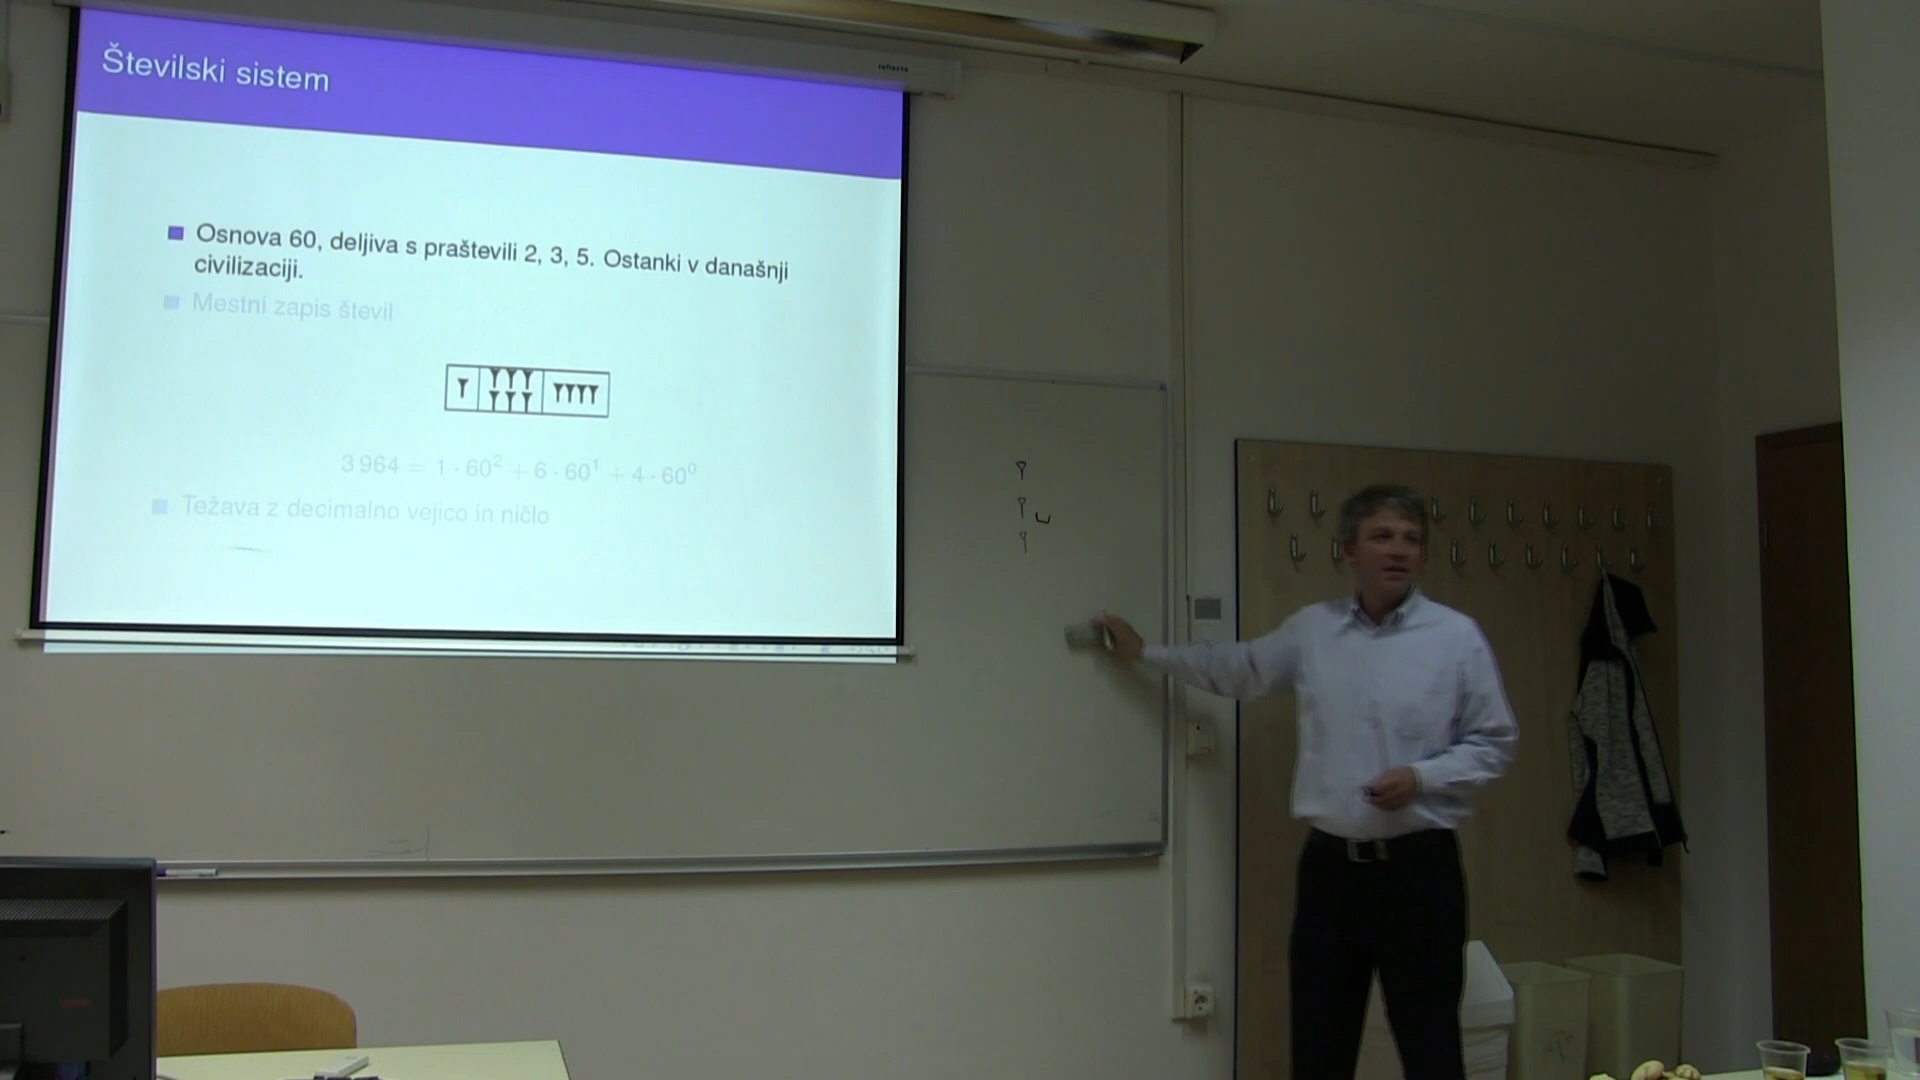 Številski sistem
reflecta
Osnova 60, deljiva s praštevili 2, 3, 5. Ostanki v današnji
civilizaciji.
Mestni zapis števil
3 964 = 1 · 60² + 6 · 60¹ + 4 · 60⁰
Težava z decimalno vejico in ničlo